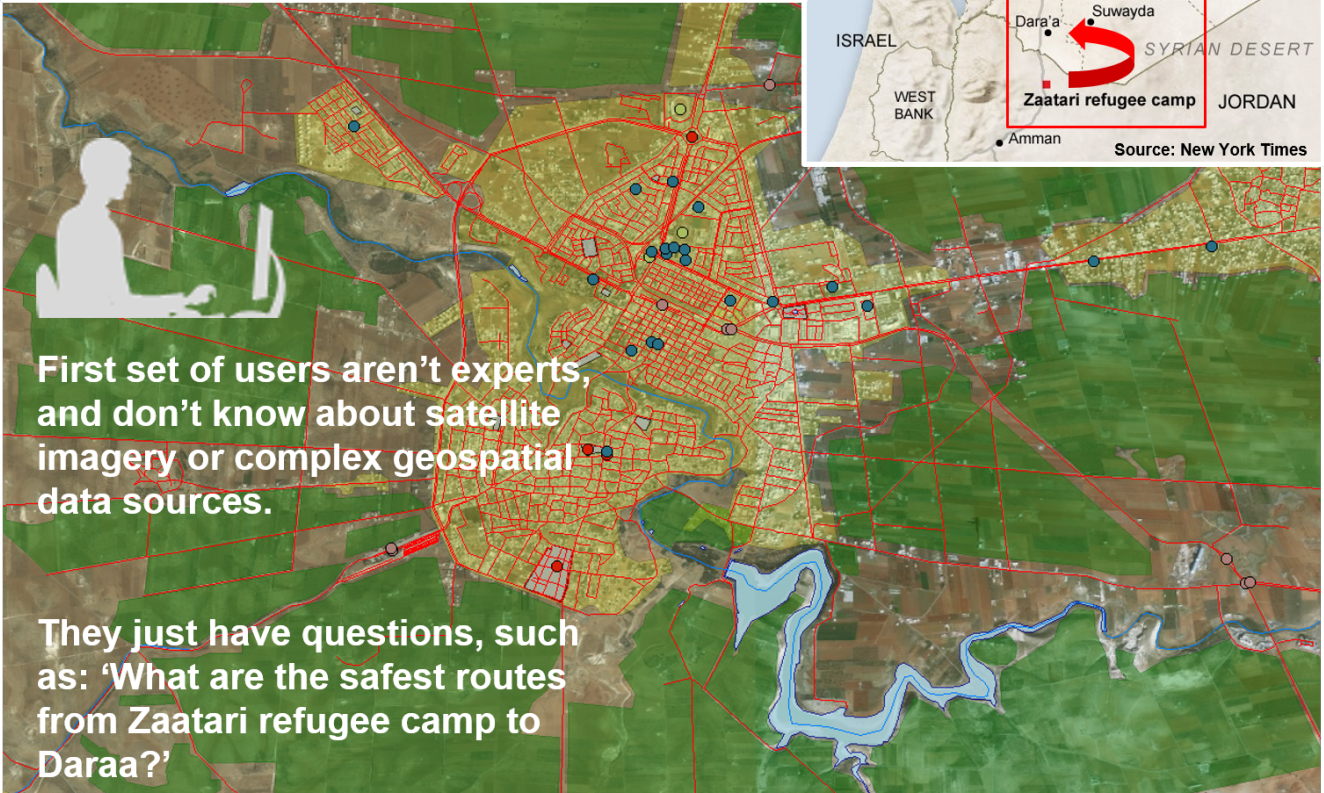 Suwayda
Dara'a
ISRAEL
SYRIAN DESERT
WEST
BANK
Zaatari refugee camp
JORDAN
Amman
Source: New York Times
First set of users aren’t experts,
and don’t know about satellite
imagery or complex geospatial
data sources.
They just have questions, such
as: ‘What are the safest routes
from Zaatari refugee camp to
Daraa?’